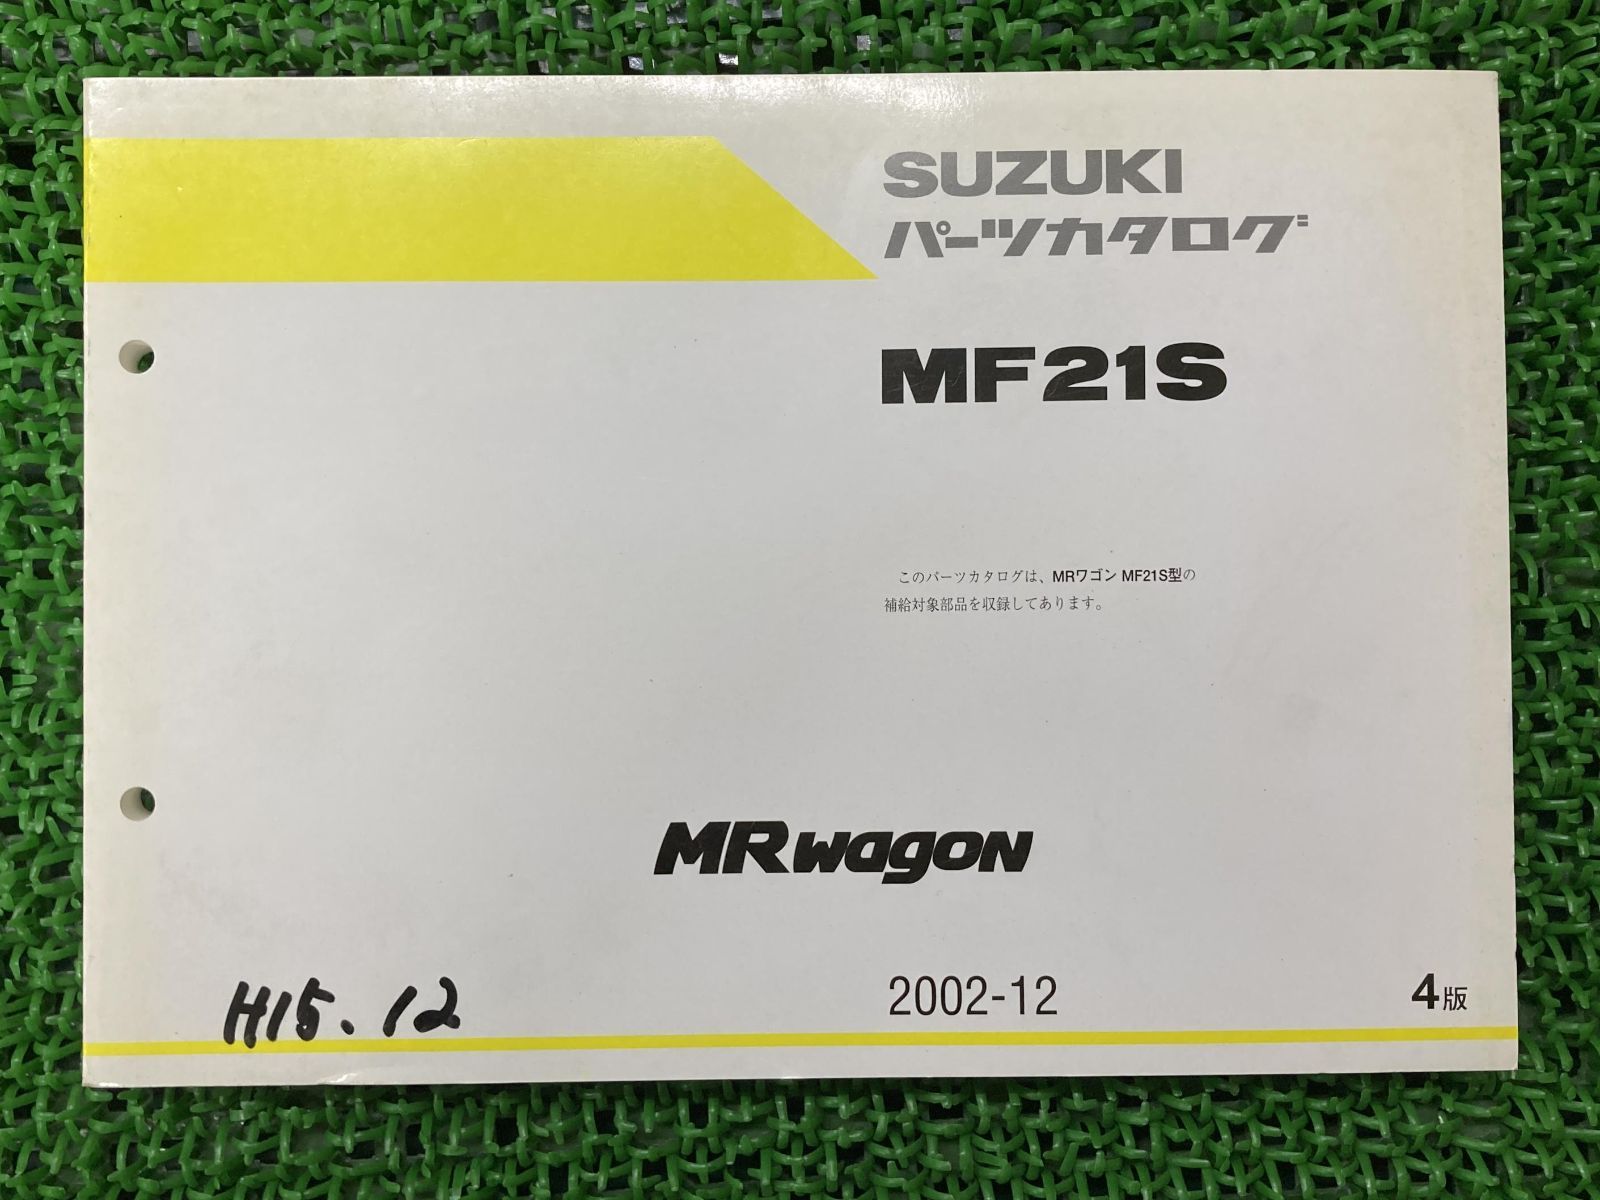 SUZUKI
パーツカタログ
MF21S
このパーツカタログは、MRワゴン MF21S型の
補給対象部品を収録してあります。
MR wagon
H15.12
2002-12
4版